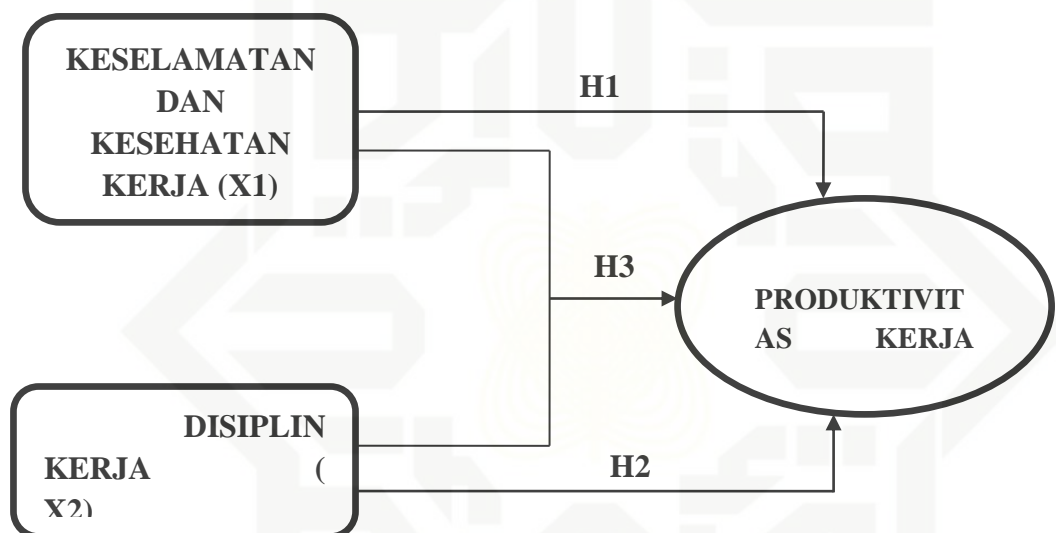 KESELAMATAN
DAN
KESEHATAN
KERJA (X1)
H1
H3
PRODUKTIVIT
AS KERJA
DISIPLIN
KERJA (
X2)
H2